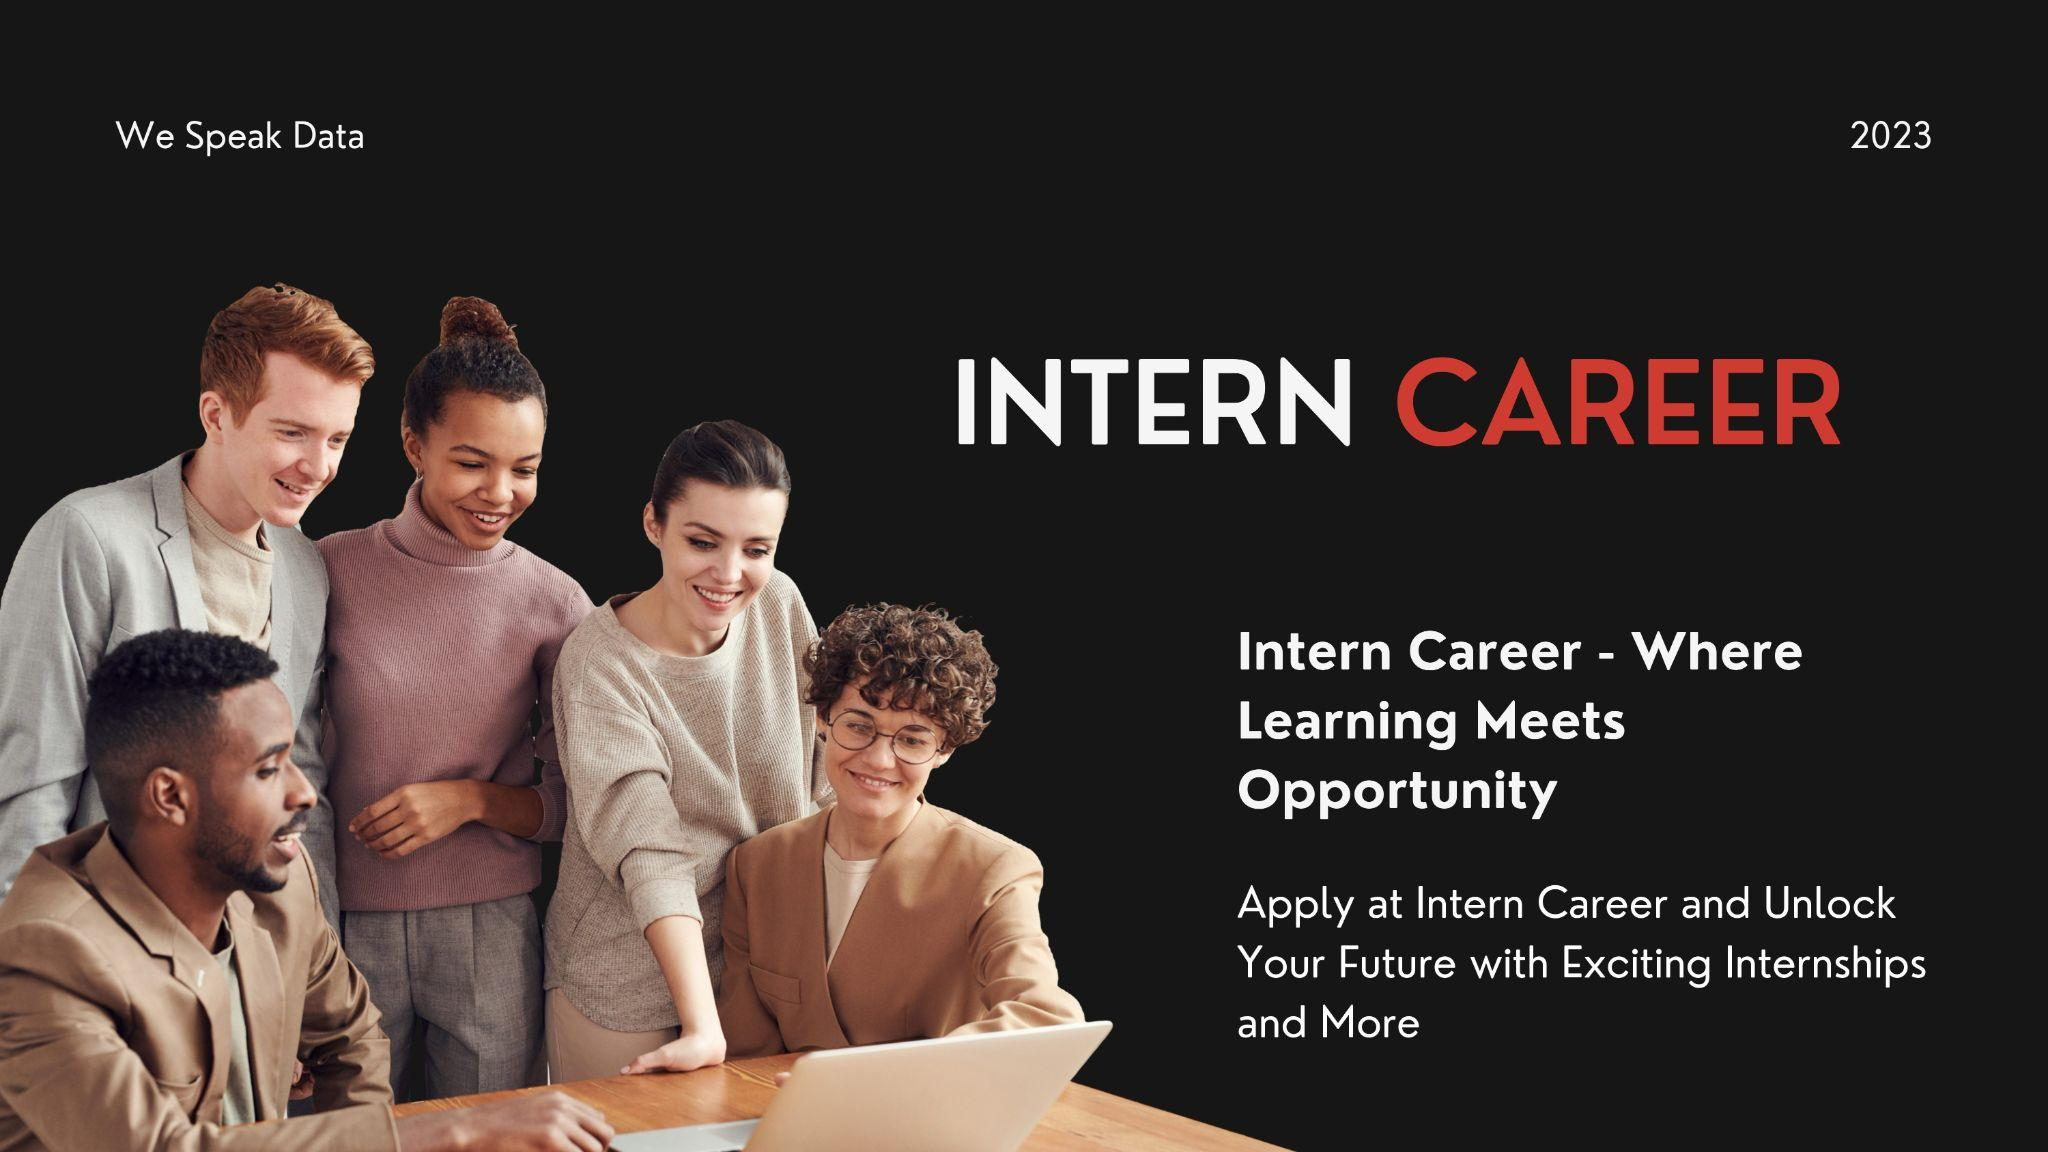 We Speak Data
2023
INTERN CAREER
Intern Career - Where
Learning Meets
Opportunity
Apply at Intern Career and Unlock
Your Future with Exciting Internships
and More